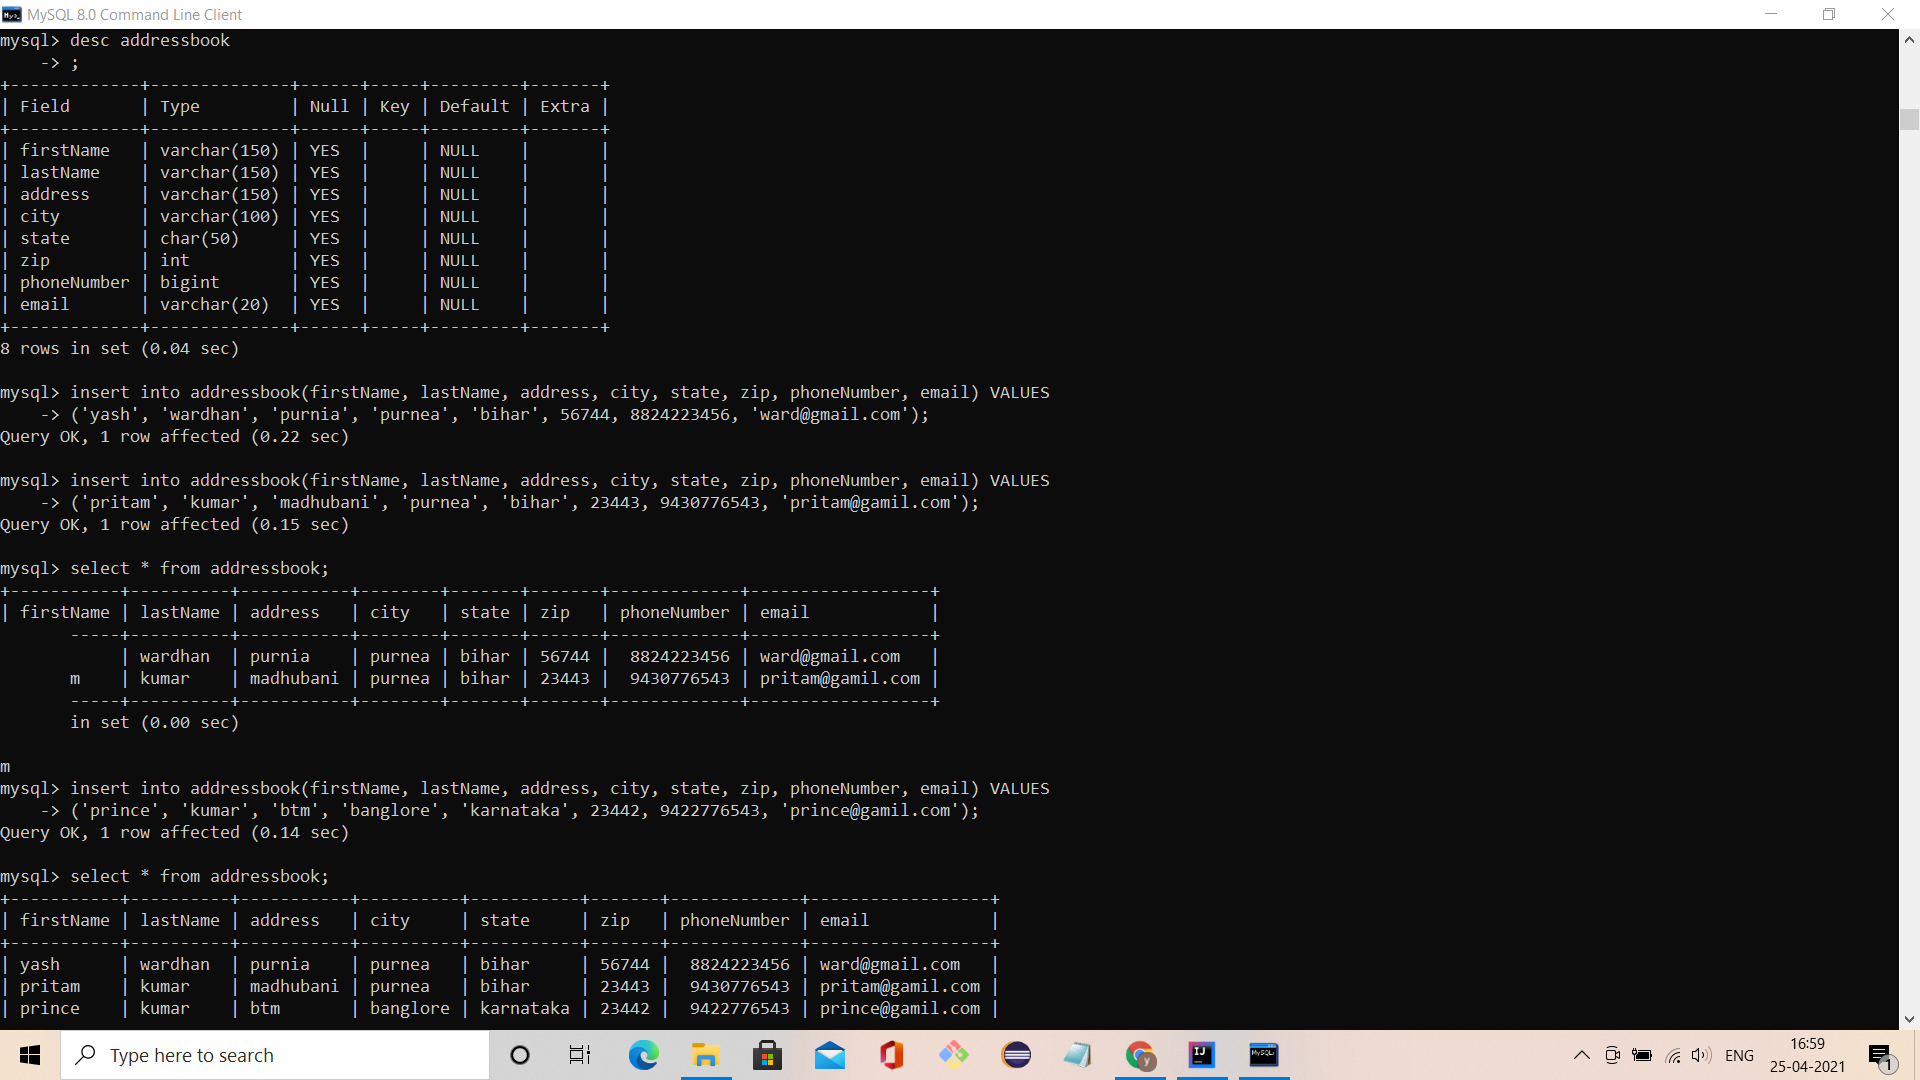 MySQL 8.0 Command Line Client
mysql> desc addressbook
    -> ;
+-------------+--------------+------+-----+---------+-------+
| Field       | Type         | Null | Key | Default | Extra |
+-------------+--------------+------+-----+---------+-------+
| firstName   | varchar(150) | YES  |     | NULL    |       |
| lastName    | varchar(150) | YES  |     | NULL    |       |
| address     | varchar(150) | YES  |     | NULL    |       |
| city        | varchar(100) | YES  |     | NULL    |       |
| state       | char(50)     | YES  |     | NULL    |       |
| zip         | int          | YES  |     | NULL    |       |
| phoneNumber | bigint       | YES  |     | NULL    |       |
| email       | varchar(20)  | YES  |     | NULL    |       |
+-------------+--------------+------+-----+---------+-------+
8 rows in set (0.04 sec)

mysql> insert into addressbook(firstName, lastName, address, city, state, zip, phoneNumber, email) VALUES
    -> ('yash', 'wardhan', 'purnia', 'purnea', 'bihar', 56744, 8824223456, 'ward@gmail.com');
Query OK, 1 row affected (0.22 sec)

mysql> insert into addressbook(firstName, lastName, address, city, state, zip, phoneNumber, email) VALUES
    -> ('pritam', 'kumar', 'madhubani', 'purnea', 'bihar', 23443, 9430776543, 'pritam@gamil.com');
Query OK, 1 row affected (0.15 sec)

mysql> select * from addressbook;
+-----------+----------+-----------+--------+-------+-------+-------------+------------------+
| firstName | lastName | address   | city   | state | zip   | phoneNumber | email            |
       -----+----------+-----------+--------+-------+-------+-------------+------------------+
            | wardhan  | purnia    | purnea | bihar | 56744 |  8824223456 | ward@gmail.com   |
       m    | kumar    | madhubani | purnea | bihar | 23443 |  9430776543 | pritam@gamil.com |
       -----+----------+-----------+--------+-------+-------+-------------+------------------+
       in set (0.00 sec)

m
mysql> insert into addressbook(firstName, lastName, address, city, state, zip, phoneNumber, email) VALUES
    -> ('prince', 'kumar', 'btm', 'banglore', 'karnataka', 23442, 9422776543, 'prince@gamil.com');
Query OK, 1 row affected (0.14 sec)

mysql> select * from addressbook;
+-----------+----------+-----------+----------+-----------+-------+-------------+------------------+
| firstName | lastName | address   | city     | state     | zip   | phoneNumber | email            |
+-----------+----------+-----------+----------+-----------+-------+-------------+------------------+
| yash      | wardhan  | purnia    | purnea   | bihar     | 56744 |  8824223456 | ward@gmail.com   |
| pritam    | kumar    | madhubani | purnea   | bihar     | 23443 |  9430776543 | pritam@gamil.com |
| prince    | kumar    | btm       | banglore | karnataka | 23442 |  9422776543 | prince@gamil.com |
Type here to search
y
IJ
MySQL
ENG
16:59
25-04-2021
1